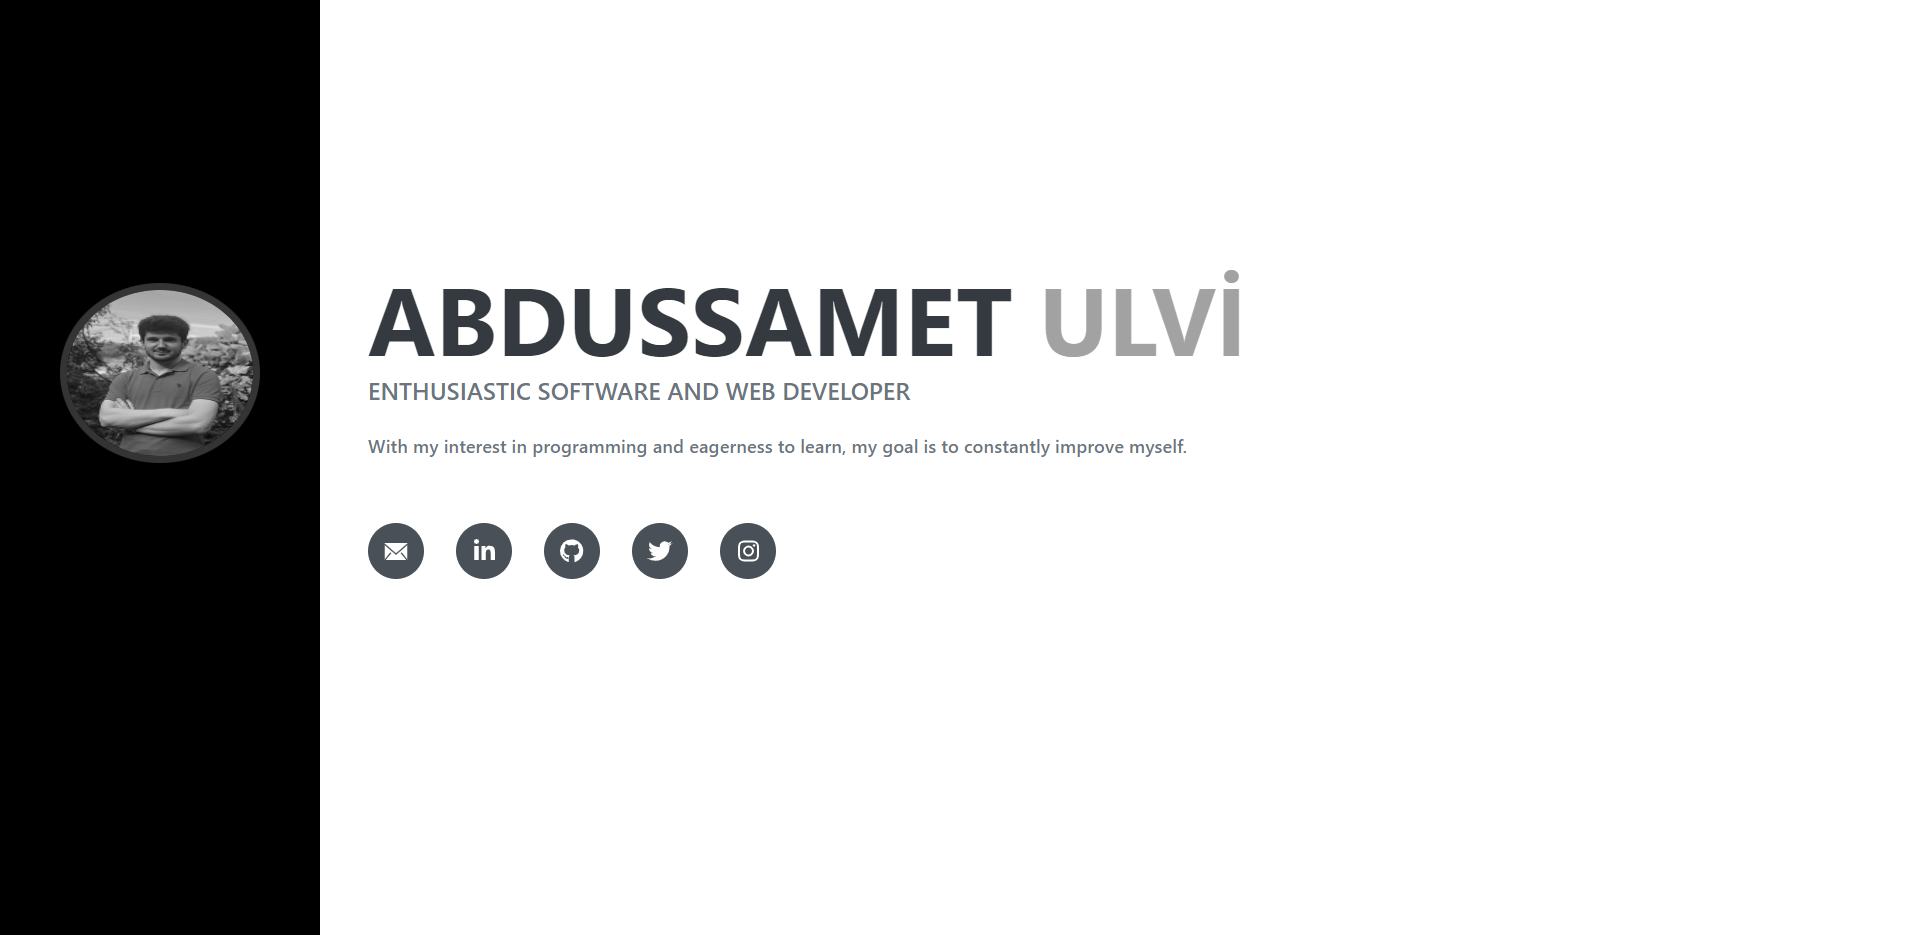 ABDUSSAMET ULVİ
ENTHUSIASTIC SOFTWARE AND WEB DEVELOPER
With my interest in programming and eagerness to learn, my goal is to constantly improve myself.
in